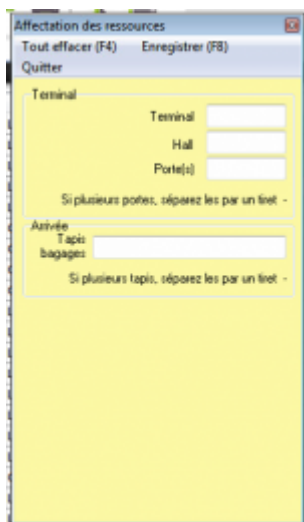 Affectation des ressources
Tout effacer (F4) Enregistrer (F8)
Quitter
Terminal
Terminal
Hall
Porte(s)
Si plusieurs portes, séparez les par un tiret -
Arrivée
Tapis
bagages
Si plusieurs tapis, séparez les par un tiret -